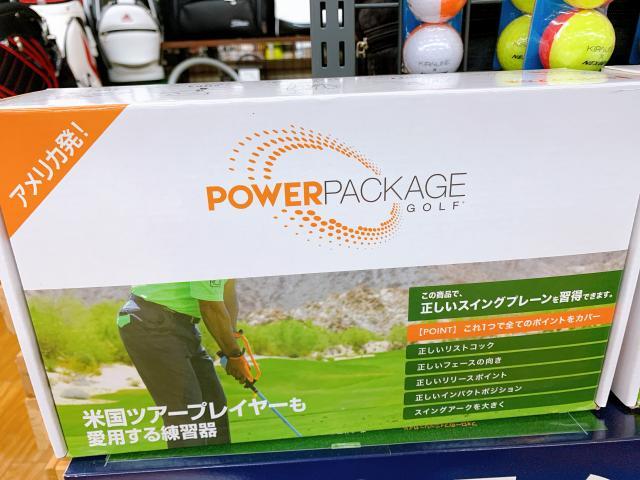 アメリカ発!
POWERPACKAGE
GOLF
この商品で、
正しいスイングプレーンを習得できます。
【POINT】これ1つで全てのポイントをカバー
正しいリストコック
正しいフェースの向き
正しいリリースポイント
正しいインパクトポジション
スイングアークを大きく
米国ツアープレイヤーも
愛用する練習器
KIRALINE
KIRALINE